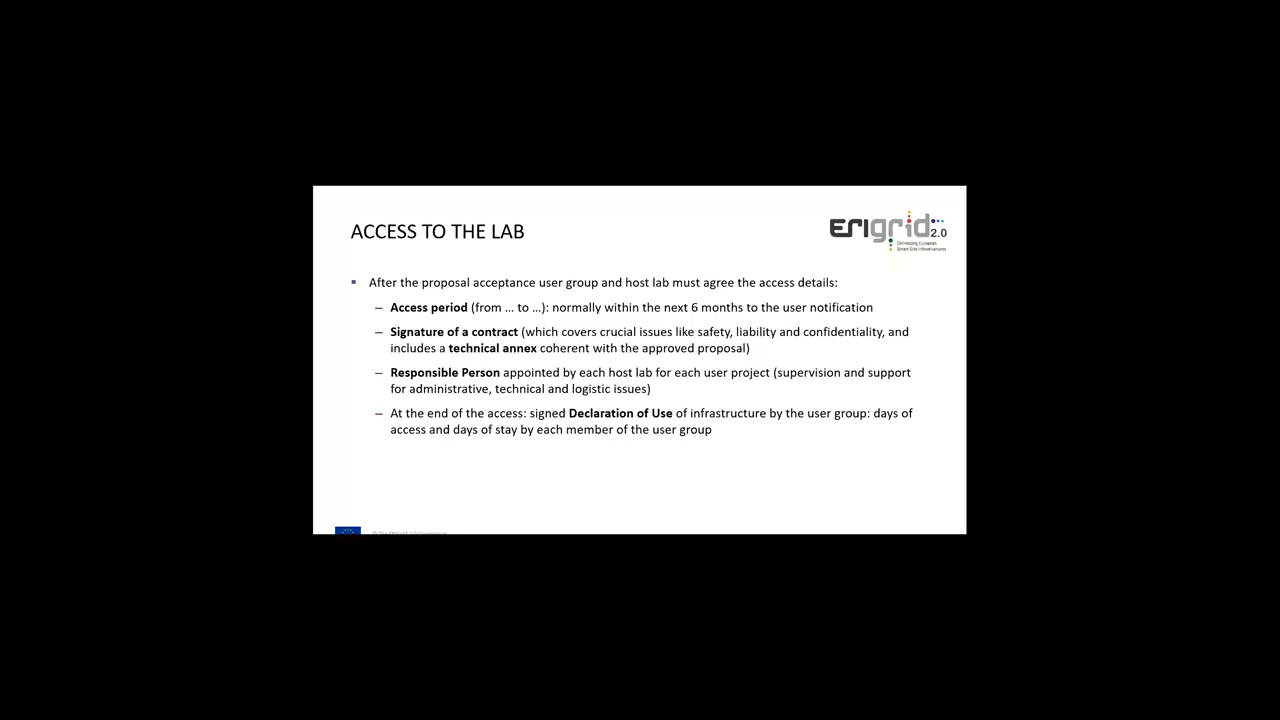 ACCESS TO THE LAB
ERIgrid 2.0
Connecting European
Smart Grid Infrastructures
▪ After the proposal acceptance user group and host lab must agree the access details:
– Access period (from ... to ...): normally within the next 6 months to the user notification
– Signature of a contract (which covers crucial issues like safety, liability and confidentiality, and
includes a technical annex coherent with the approved proposal)
– Responsible Person appointed by each host lab for each user project (supervision and support
for administrative, technical and logistic issues)
– At the end of the access: signed Declaration of Use of infrastructure by the user group: days of
access and days of stay by each member of the user group